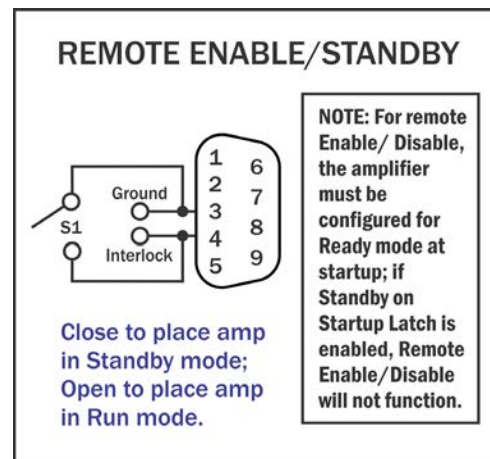 REMOTE ENABLE/STANDBY
1
2
3
4
5
6
7
8
9
Ground
S1
Interlock
Close to place amp
in Standby mode;
Open to place amp
in Run mode.
NOTE: For remote
Enable/ Disable,
the amplifier
must be
configured for
Ready mode at
startup; if
Standby on
Startup Latch is
enabled, Remote
Enable/Disable
will not function.